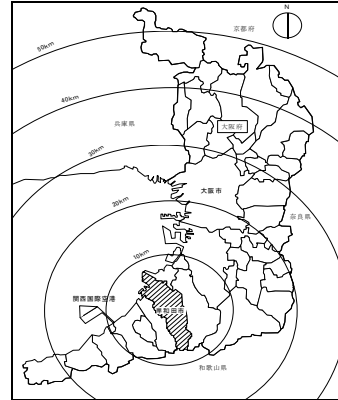 N
京都府
50km
40km
兵庫県
大阪府
30km
大阪市
奈良県
20km
10km
関西国際空港
岸和田市
和歌山県